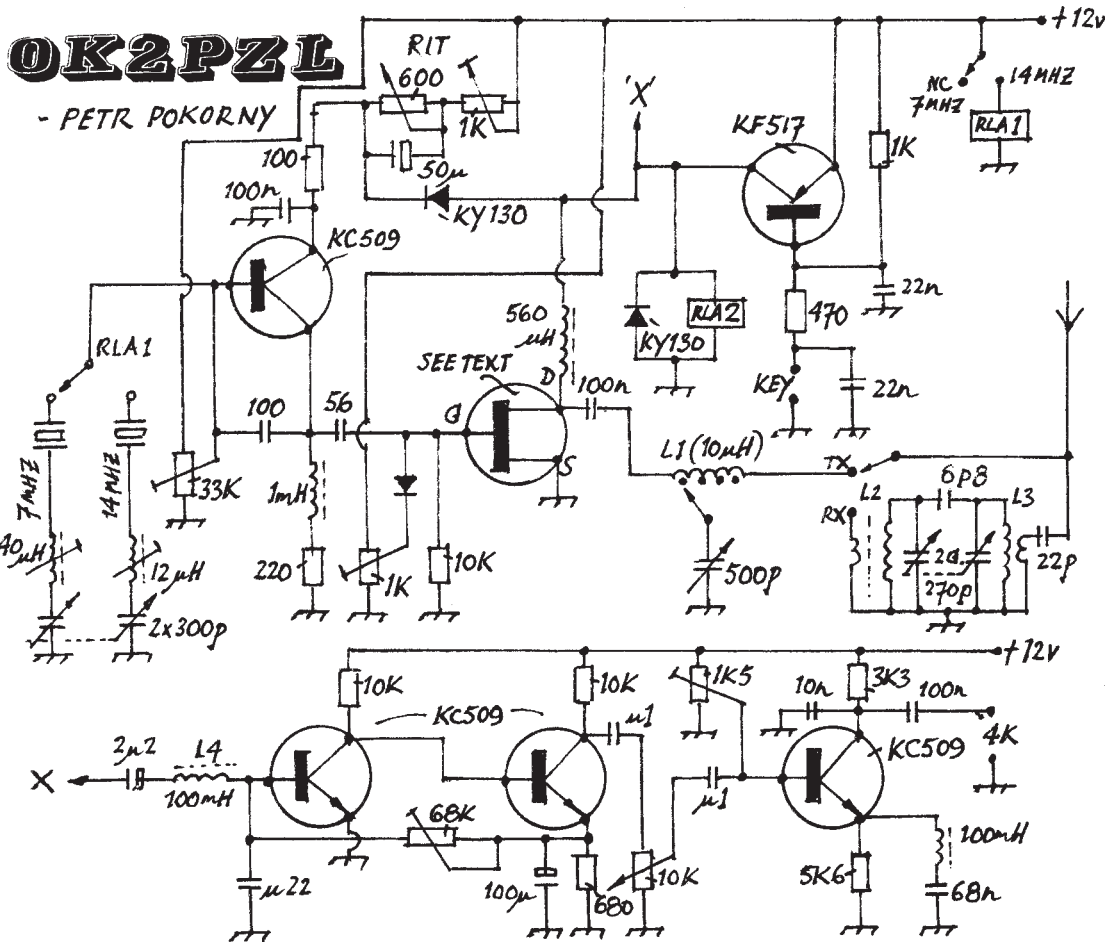 OK2PZL
- PETR POKORNY
RIT
600
1K
+12v
NC
7MHZ
14MHZ
RLA1
'X'
KF517
1K
100
50µ
100n
KY130
KC509
22n
470
560
µH
RLA2
KY130
RLA1
SEE TEXT
D
G
S
100n
KEY
22n
100
56
L1 (10µH)
TX
6p8
RX
L2
L3
7MHZ
14MHZ
33K
1mH
40µH
12µH
220
1K
10K
500p
2G
270p
22p
2x300p
+12v
10K
10K
1K5
3K3
10n
100n
KC509
µ1
2µ2
L4
X
100mH
µ1
KC509
4K
68K
100mH
µ22
100µ
680
10K
5K6
68n